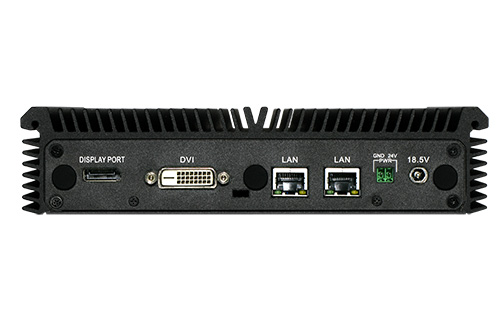 DISPLAY PORT
DVI
LAN
LAN
GND 24V
PWR
18.5V